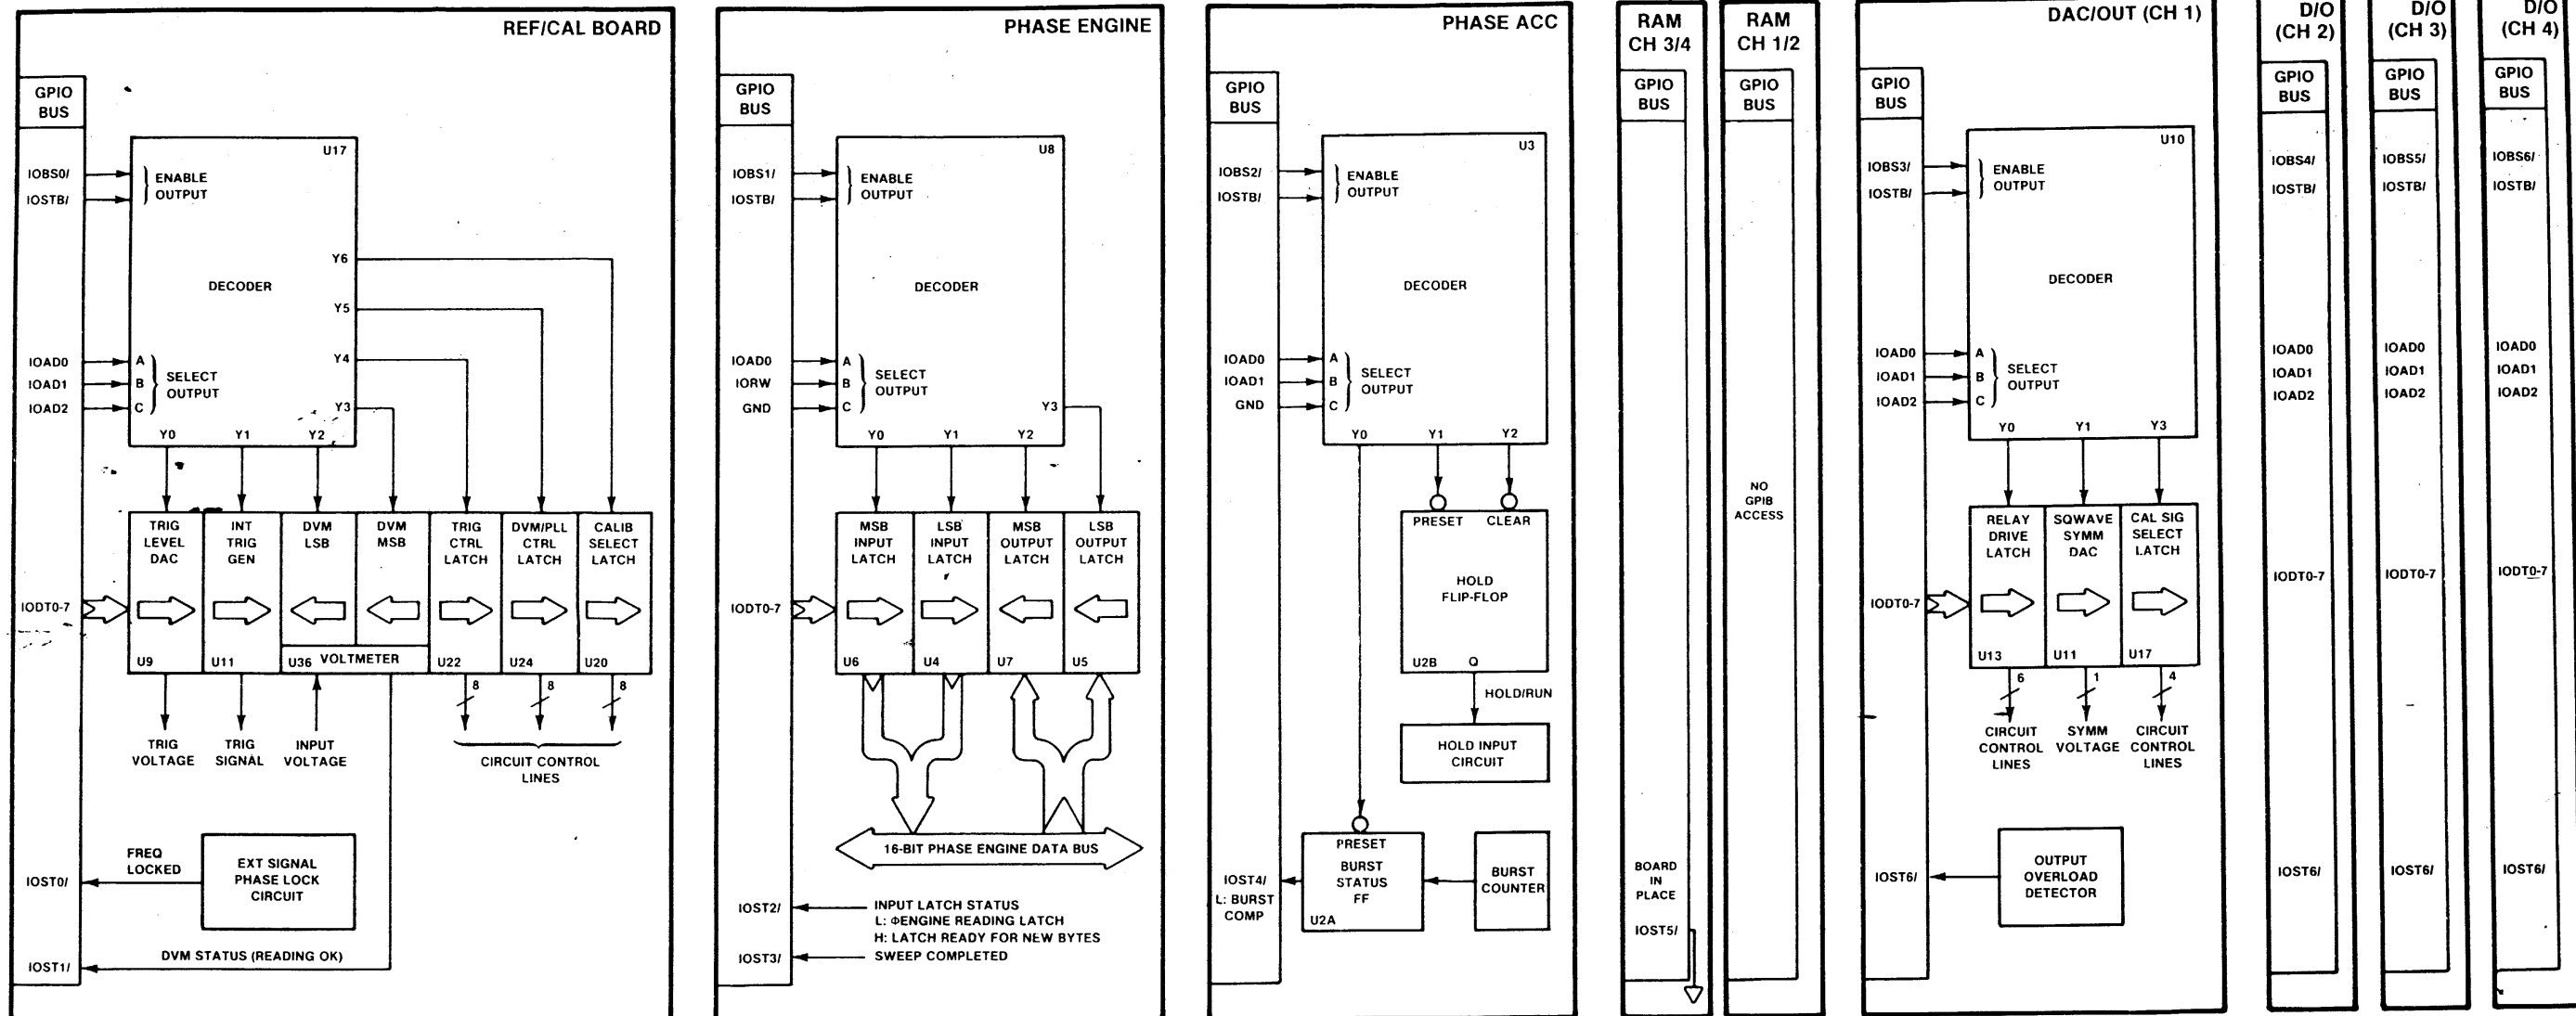 REF/CAL BOARD
GPIO
BUS
U17
IOBS0/
IOSTB/
ENABLE
OUTPUT
Y6
DECODER
Y5
Y4
IOAD0
IOAD1
IOAD2
A
B
C
SELECT
OUTPUT
Y3
Y0
Y1
Y2
TRIG
LEVEL
DAC
INT
TRIG
GEN
DVM
LSB
DVM
MSB
TRIG
CTRL
LATCH
DVM/PLL
CTRL
LATCH
CALIB
SELECT
LATCH
IODT0-7
U9
U11
U36
VOLTMETER
U22
U24
U20
8
8
8
TRIG
VOLTAGE
TRIG
SIGNAL
INPUT
VOLTAGE
CIRCUIT CONTROL
LINES
FREQ
LOCKED
EXT SIGNAL
PHASE LOCK
CIRCUIT
IOST0/
DVM STATUS (READING OK)
IOST1/
PHASE ENGINE
GPIO
BUS
U8
IOBS1/
IOSTB/
ENABLE
OUTPUT
DECODER
IOAD0
IORW
GND
A
B
C
SELECT
OUTPUT
Y3
Y0
Y1
Y2
MSB
INPUT
LATCH
LSB
INPUT
LATCH
MSB
OUTPUT
LATCH
LSB
OUTPUT
LATCH
IODT0-7
U6
U4
U7
U5
16-BIT PHASE ENGINE DATA BUS
IOST2/
INPUT LATCH STATUS
L: ΦENGINE READING LATCH
H: LATCH READY FOR NEW BYTES
IOST3/
SWEEP COMPLETED
PHASE ACC
GPIO
BUS
U3
IOBS2/
IOSTB/
ENABLE
OUTPUT
DECODER
IOAD0
IOAD1
GND
A
B
C
SELECT
OUTPUT
Y0
Y1
Y2
PRESET
CLEAR
HOLD
FLIP-FLOP
U2B
Q
HOLD/RUN
HOLD INPUT
CIRCUIT
PRESET
BURST
STATUS
FF
U2A
BURST
COUNTER
IOST4/
L: BURST
COMP
RAM
CH 3/4
GPIO
BUS
BOARD
IN
PLACE
IOST5/
RAM
CH 1/2
GPIO
BUS
NO
GPIB
ACCESS
DAC/OUT (CH 1)
GPIO
BUS
U10
IOBS3/
IOSTB/
ENABLE
OUTPUT
DECODER
IOAD0
IOAD1
IOAD2
A
B
C
SELECT
OUTPUT
Y0
Y1
Y3
RELAY
DRIVE
LATCH
SQWAVE
SYMM
DAC
CAL SIG
SELECT
LATCH
IODT0-7
U13
U11
U17
6
1
4
CIRCUIT
CONTROL
LINES
SYMM
VOLTAGE
CIRCUIT
CONTROL
LINES
OUTPUT
OVERLOAD
DETECTOR
IOST6/
D/O
(CH 2)
GPIO
BUS
IOBS4/
IOSTB/
IOAD0
IOAD1
IOAD2
IODT0-7
IOST6/
D/O
(CH 3)
GPIO
BUS
IOBS5/
IOSTB/
IOAD0
IOAD1
IOAD2
IODT0-7
IOST6/
D/O
(CH 4)
GPIO
BUS
IOBS6/
IOSTB/
IOAD0
IOAD1
IOAD2
IODT0-7
IOST6/